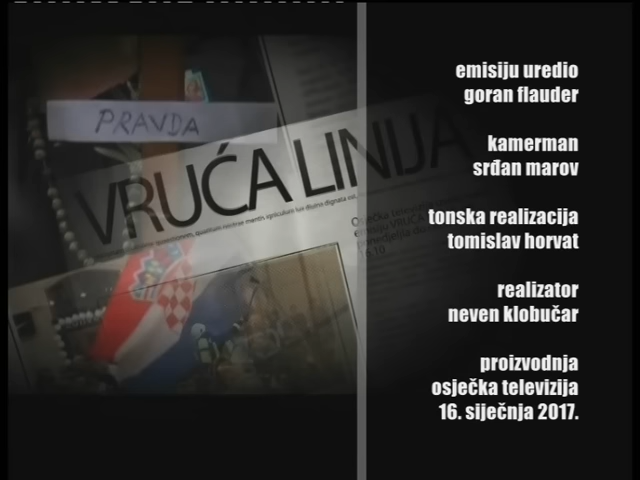 PRAVDA
VRUĆA LINIJA
emisiju uredio
goran flauder
kamerman
srđan marov
tonska realizacija
tomislav horvat
realizator
neven klobučar
proizvodnja
osječka televizija
16. siječnja 2017.